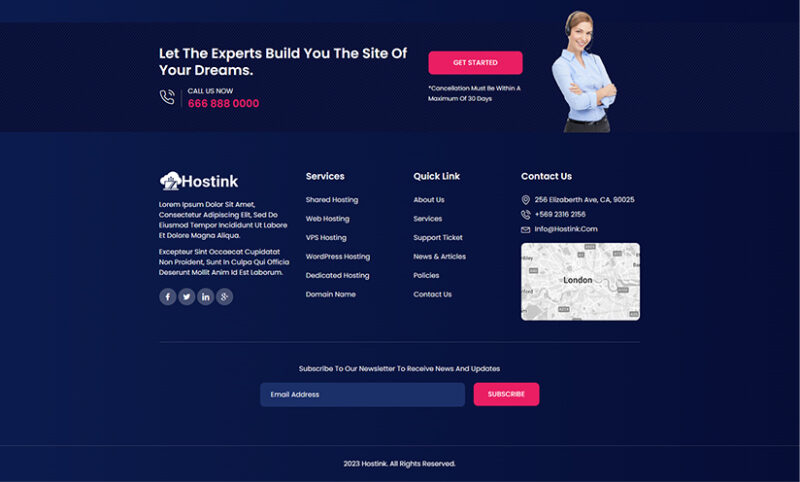 Let The Experts Build You The Site Of
Your Dreams.
CALL US NOW
666 888 0000
GET STARTED
*Cancellation Must Be Within A
Maximum Of 30 Days
Hostink
Lorem Ipsum Dolor Sit Amet,
Consectetur Adipiscing Elit, Sed Do
Eiusmod Tempor Incididunt Ut Labore
Et Dolore Magna Aliqua.
Excepteur Sint Occaecat Cupidatat
Non Proident, Sunt In Culpa Qui Officia
Deserunt Mollit Anim Id Est Laborum.
Services
Shared Hosting
Web Hosting
VPS Hosting
WordPress Hosting
Dedicated Hosting
Domain Name
Quick Link
About Us
Services
Support Ticket
News & Articles
Policies
Contact Us
Contact Us
256 Elizaberth Ave, CA, 90025
+569 2316 2156
Info@Hostink.Com
London
Subscribe To Our Newsletter To Receive News And Updates
Email Address
SUBSCRIBE
2023 Hostink. All Rights Reserved.